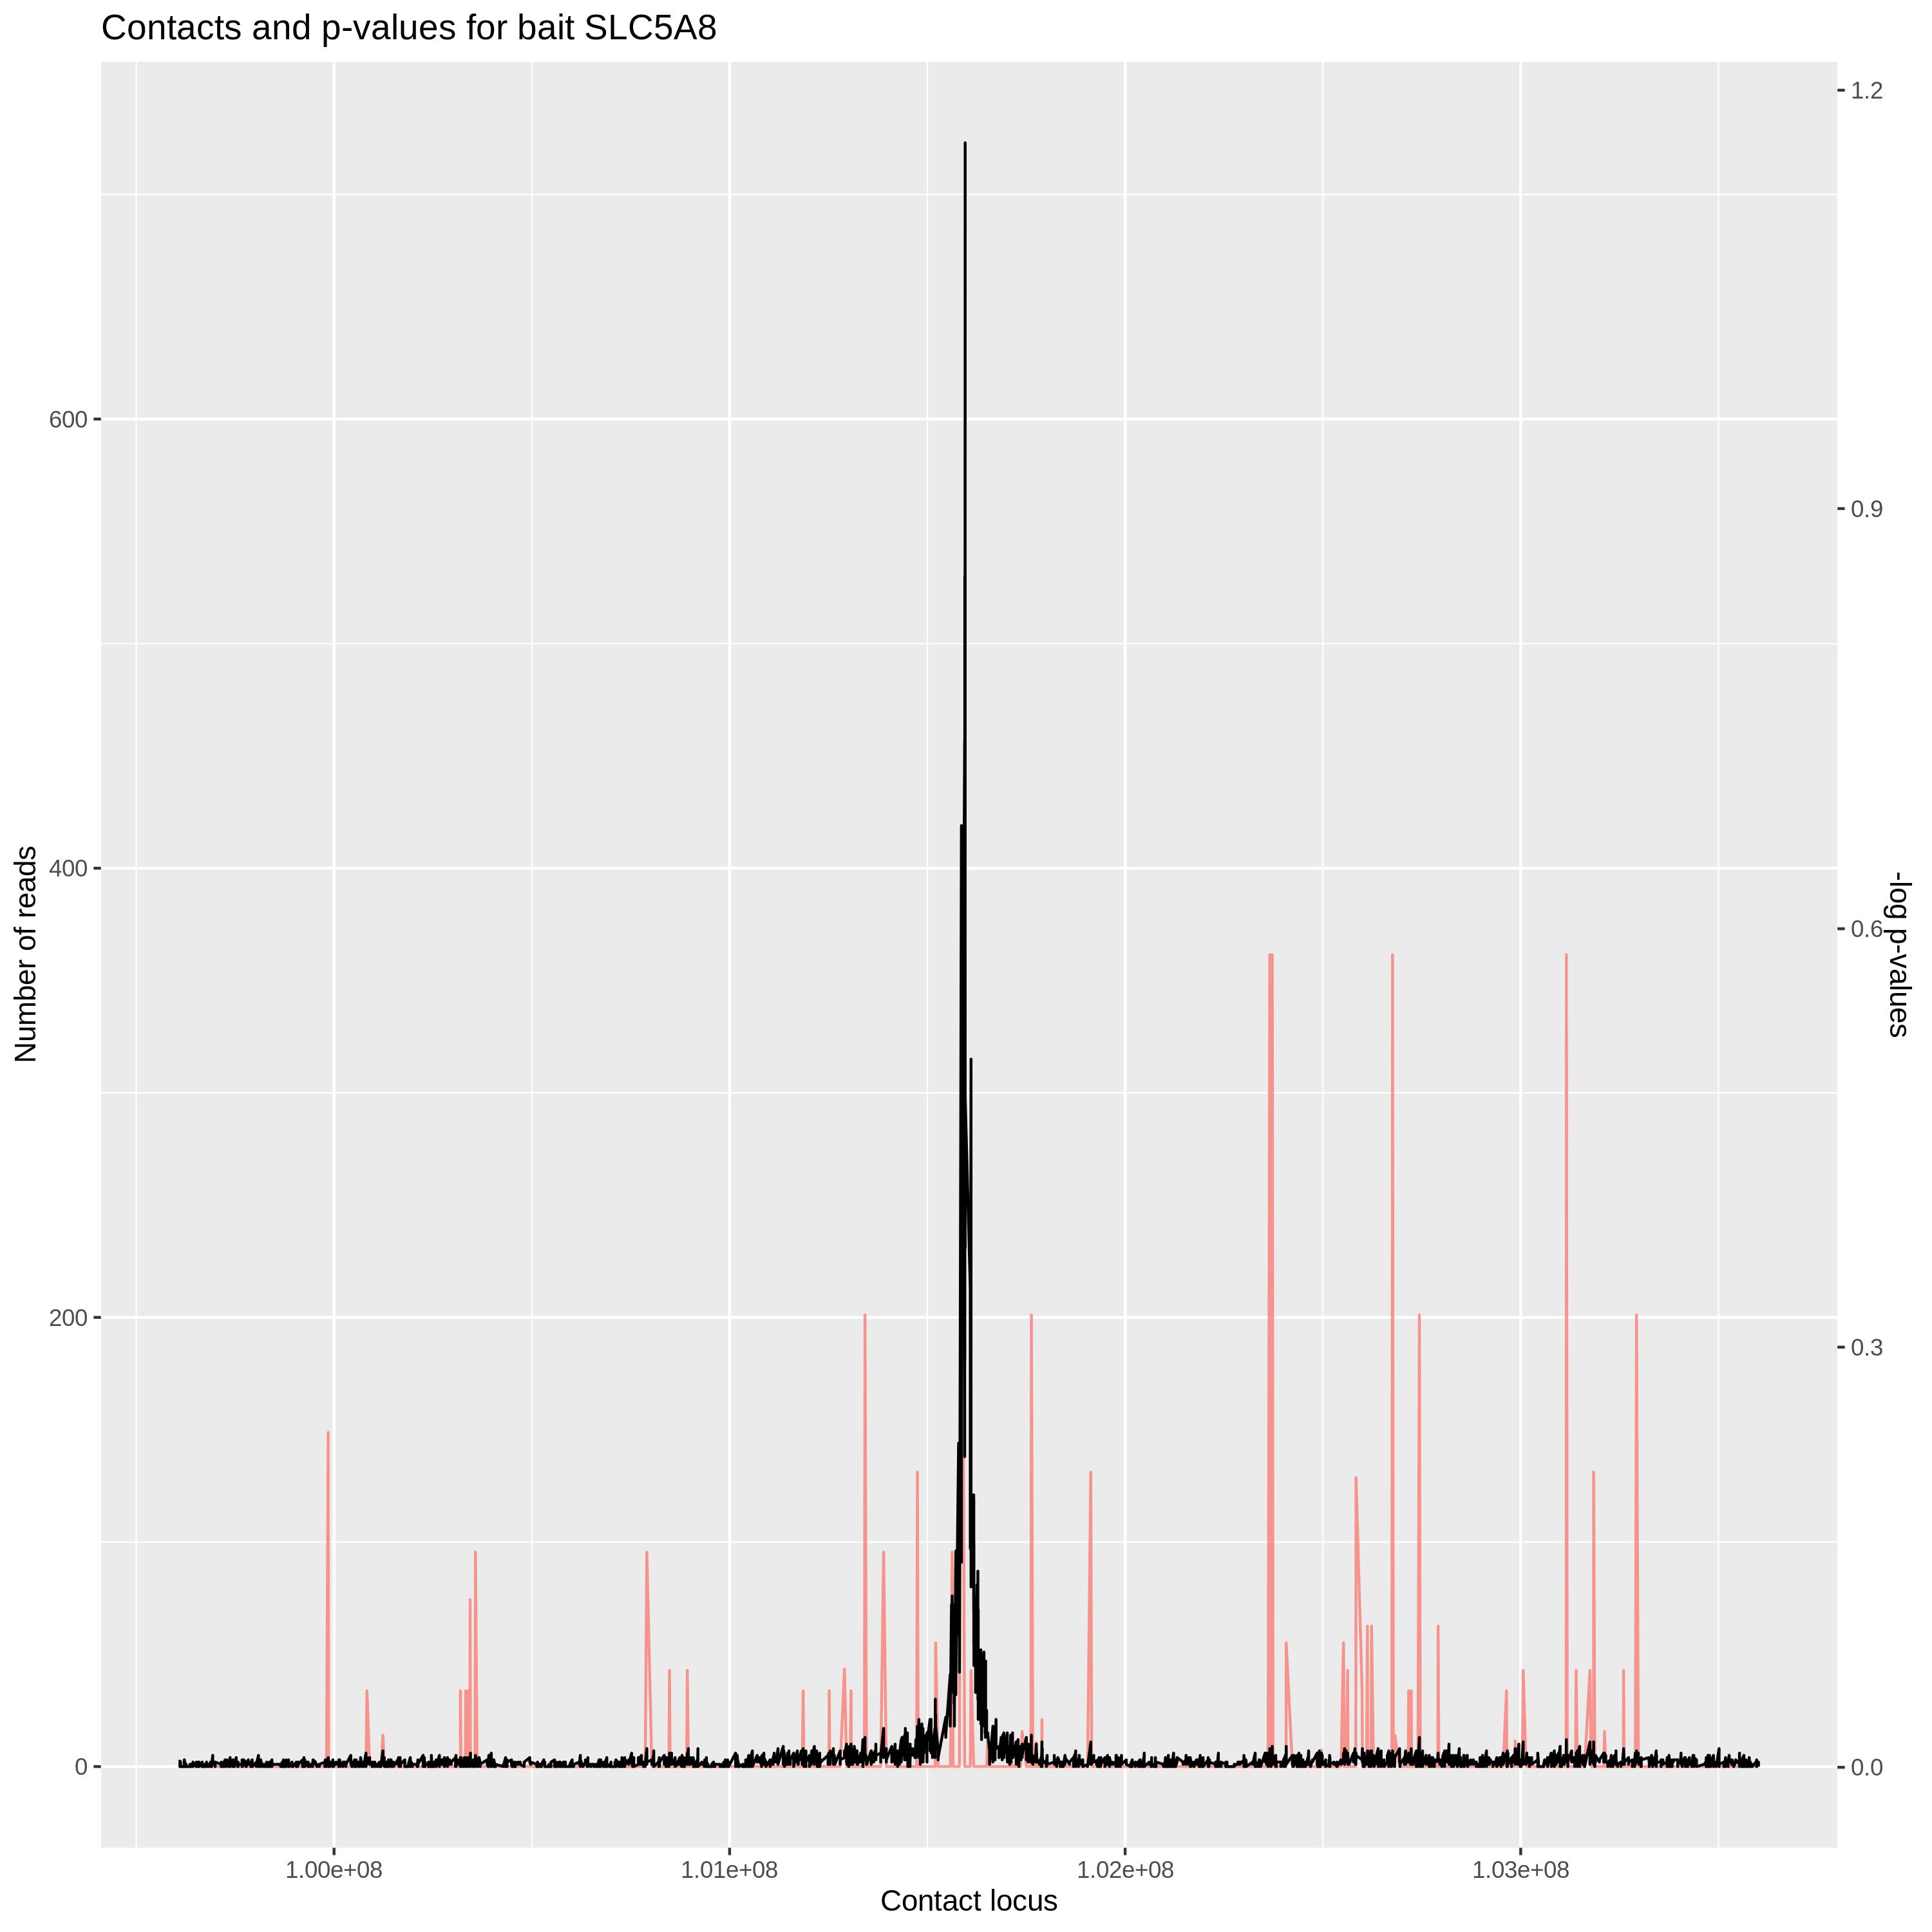 Contacts and p-values for bait SLC5A8
Number of reads
600
400
200
0
1.2
0.9
0.6
0.3
0.0
-log p-values
1.00e+08
1.01e+08
1.02e+08
1.03e+08
Contact locus